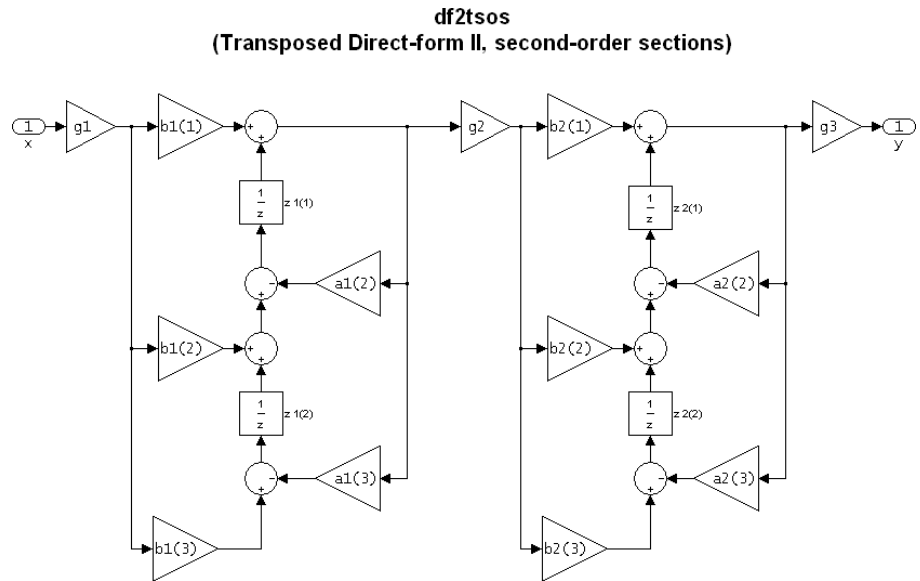 df2tsos
(Transposed Direct-form II, second-order sections)
1
x
g1
b1(1)
+
+
g2
b2(1)
+
+
g3
1
y
1
z
z 1(1)
1
z
z 2(1)
+
−
a1(2)
+
−
a2(2)
b1(2)
+
+
b2(2)
+
+
1
z
z 1(2)
1
z
z 2(2)
+
−
a1(3)
+
−
a2(3)
b1(3)
b2(3)